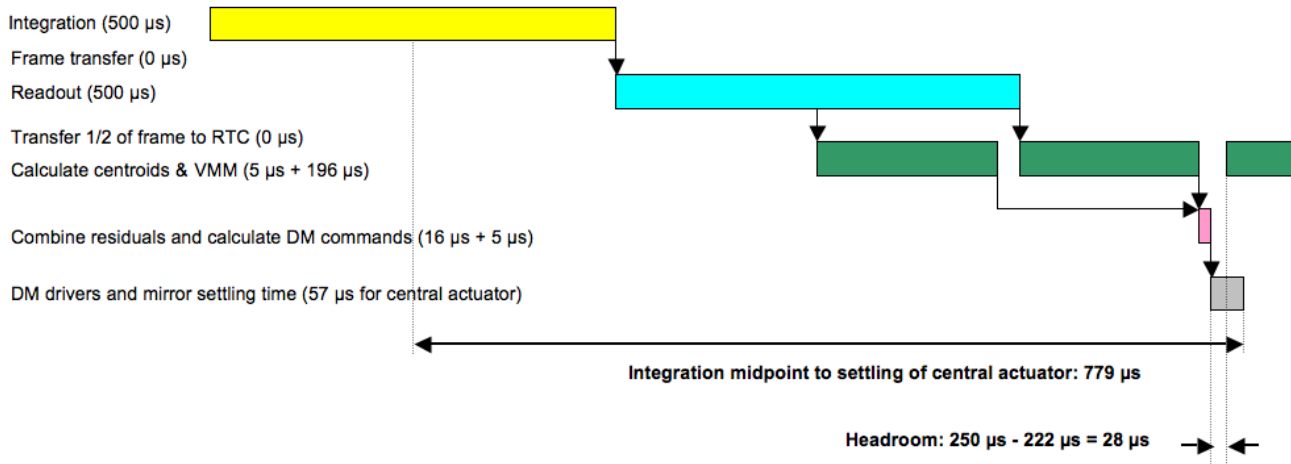 Integration (500 µs)
Frame transfer (0 µs)
Readout (500 µs)
Transfer 1/2 of frame to RTC (0 µs)
Calculate centroids & VMM (5 µs + 196 µs)
Combine residuals and calculate DM commands (16 µs + 5 µs)
DM drivers and mirror settling time (57 µs for central actuator)
Integration midpoint to settling of central actuator: 779 µs
Headroom: 250 µs - 222 µs = 28 µs